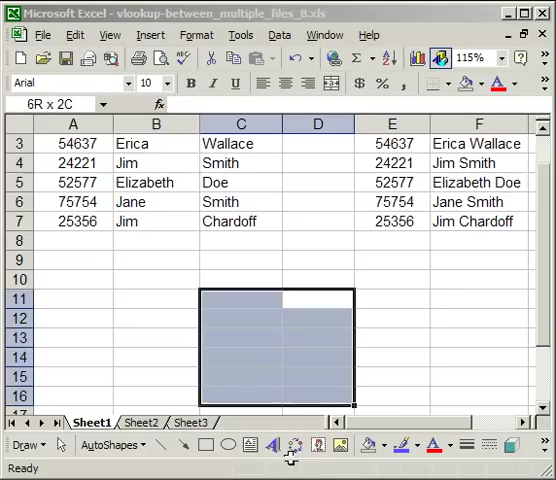 Microsoft Excel - vlookup-between_multiple_files_B.xls
File Edit View Insert Format Tools Data Window Help
115%
Arial 10 B I U $ % A
6R x 2C fx
A B C D E F
3 54637 Erica Wallace 54637 Erica Wallace
4 24221 Jim Smith 24221 Jim Smith
5 52577 Elizabeth Doe 52577 Elizabeth Doe
6 75754 Jane Smith 75754 Jane Smith
7 25356 Jim Chardoff 25356 Jim Chardoff
8
9
10
11
12
13
14
15
16
17
Sheet1 Sheet2 Sheet3
Draw AutoShapes A A
Ready